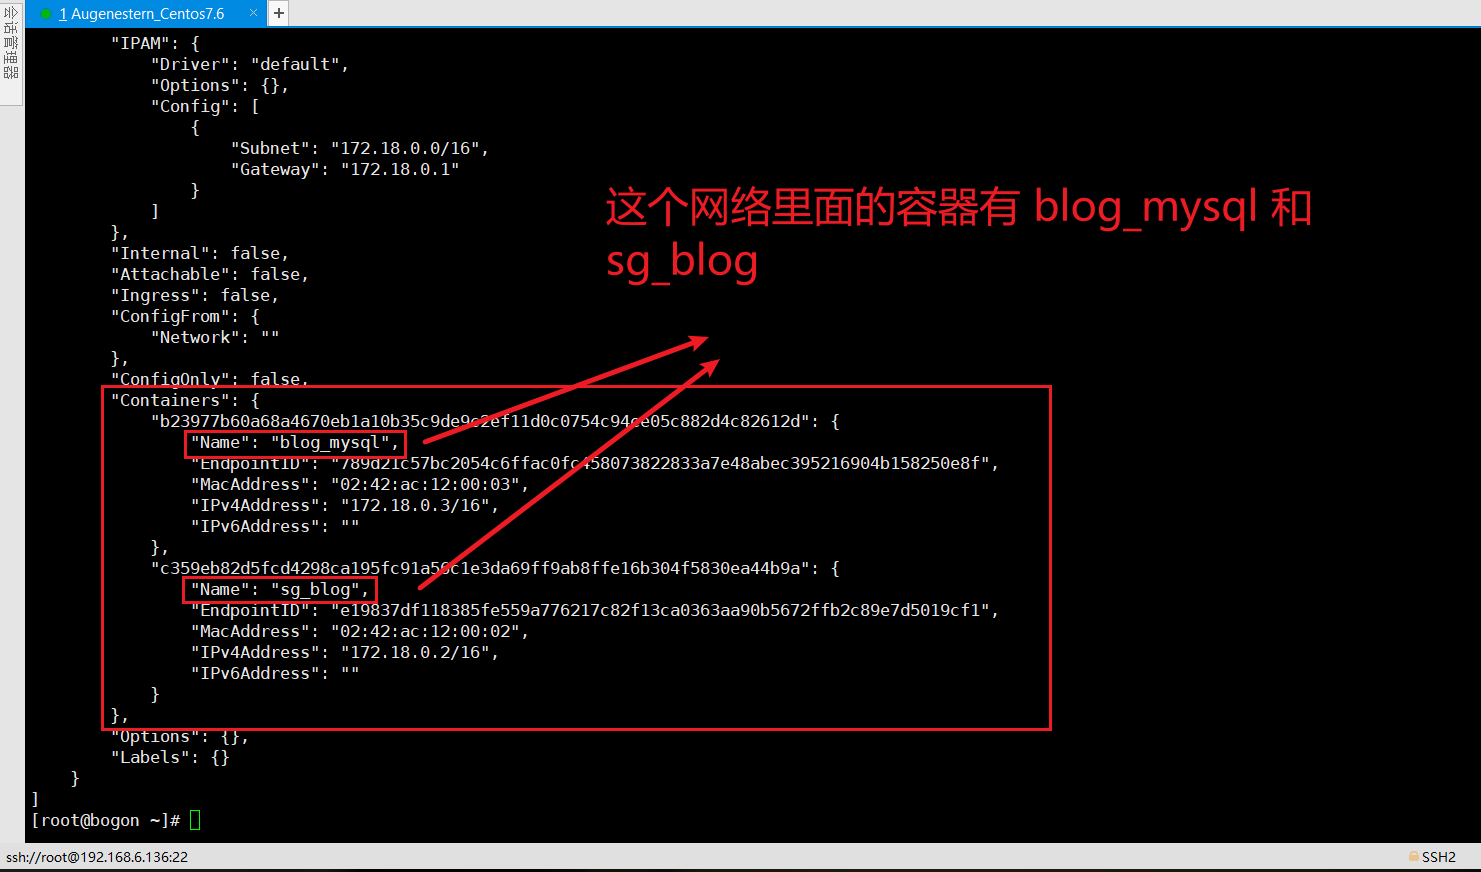 会话管理器
1 Augenestern_Centos7.6 × +
"IPAM": {
"Driver": "default",
"Options": {},
"Config": [
{
"Subnet": "172.18.0.0/16",
"Gateway": "172.18.0.1"
}
]
},
"Internal": false,
"Attachable": false,
"Ingress": false,
"ConfigFrom": {
"Network": ""
},
"ConfigOnly": false,
这个网络里面的容器有 blog_mysql 和
sg_blog
"Containers": {
"b23977b60a68a4670eb1a10b35c9de9c2ef11d0c0754c94ce05c882d4c82612d": {
"Name": "blog_mysql",
"EndpointID": "789d21c57bc2054c6ffac0fc458073822833a7e48abec395216904b158250e8f",
"MacAddress": "02:42:ac:12:00:03",
"IPv4Address": "172.18.0.3/16",
"IPv6Address": ""
},
"c359eb82d5fcd4298ca195fc91a56c1e3da69ff9ab8ffe16b304f5830ea44b9a": {
"Name": "sg_blog",
"EndpointID": "e19837df118385fe559a776217c82f13ca0363aa90b5672ffb2c89e7d5019cf1",
"MacAddress": "02:42:ac:12:00:02",
"IPv4Address": "172.18.0.2/16",
"IPv6Address": ""
}
},
"Options": {},
"Labels": {}
}
]
[root@bogon ~]#
ssh://root@192.168.6.136:22
SSH2